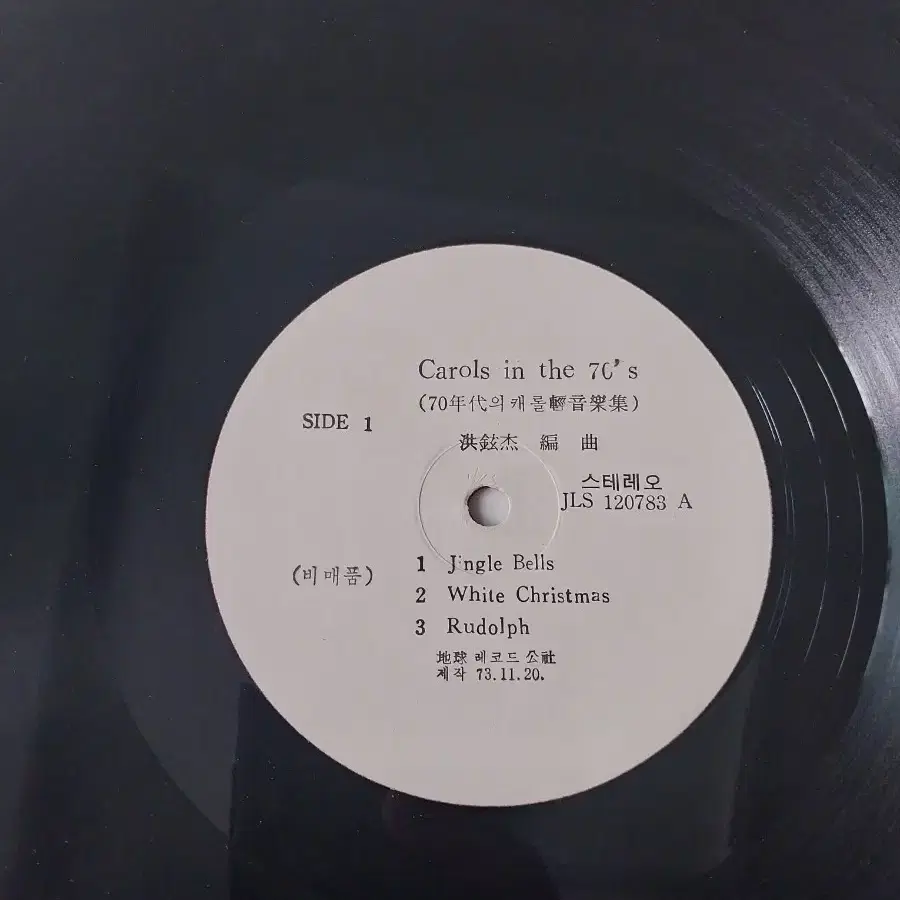 Carols in the 70's
(70年代의캐롤輕音樂集)
SIDE 1
洪鉉杰 編 曲
스테레오
JLS 120783 A
(비매품)
1 Jingle Bells
2 White Christmas
3 Rudolph
地球 레코드 公社
제작 73.11.20.